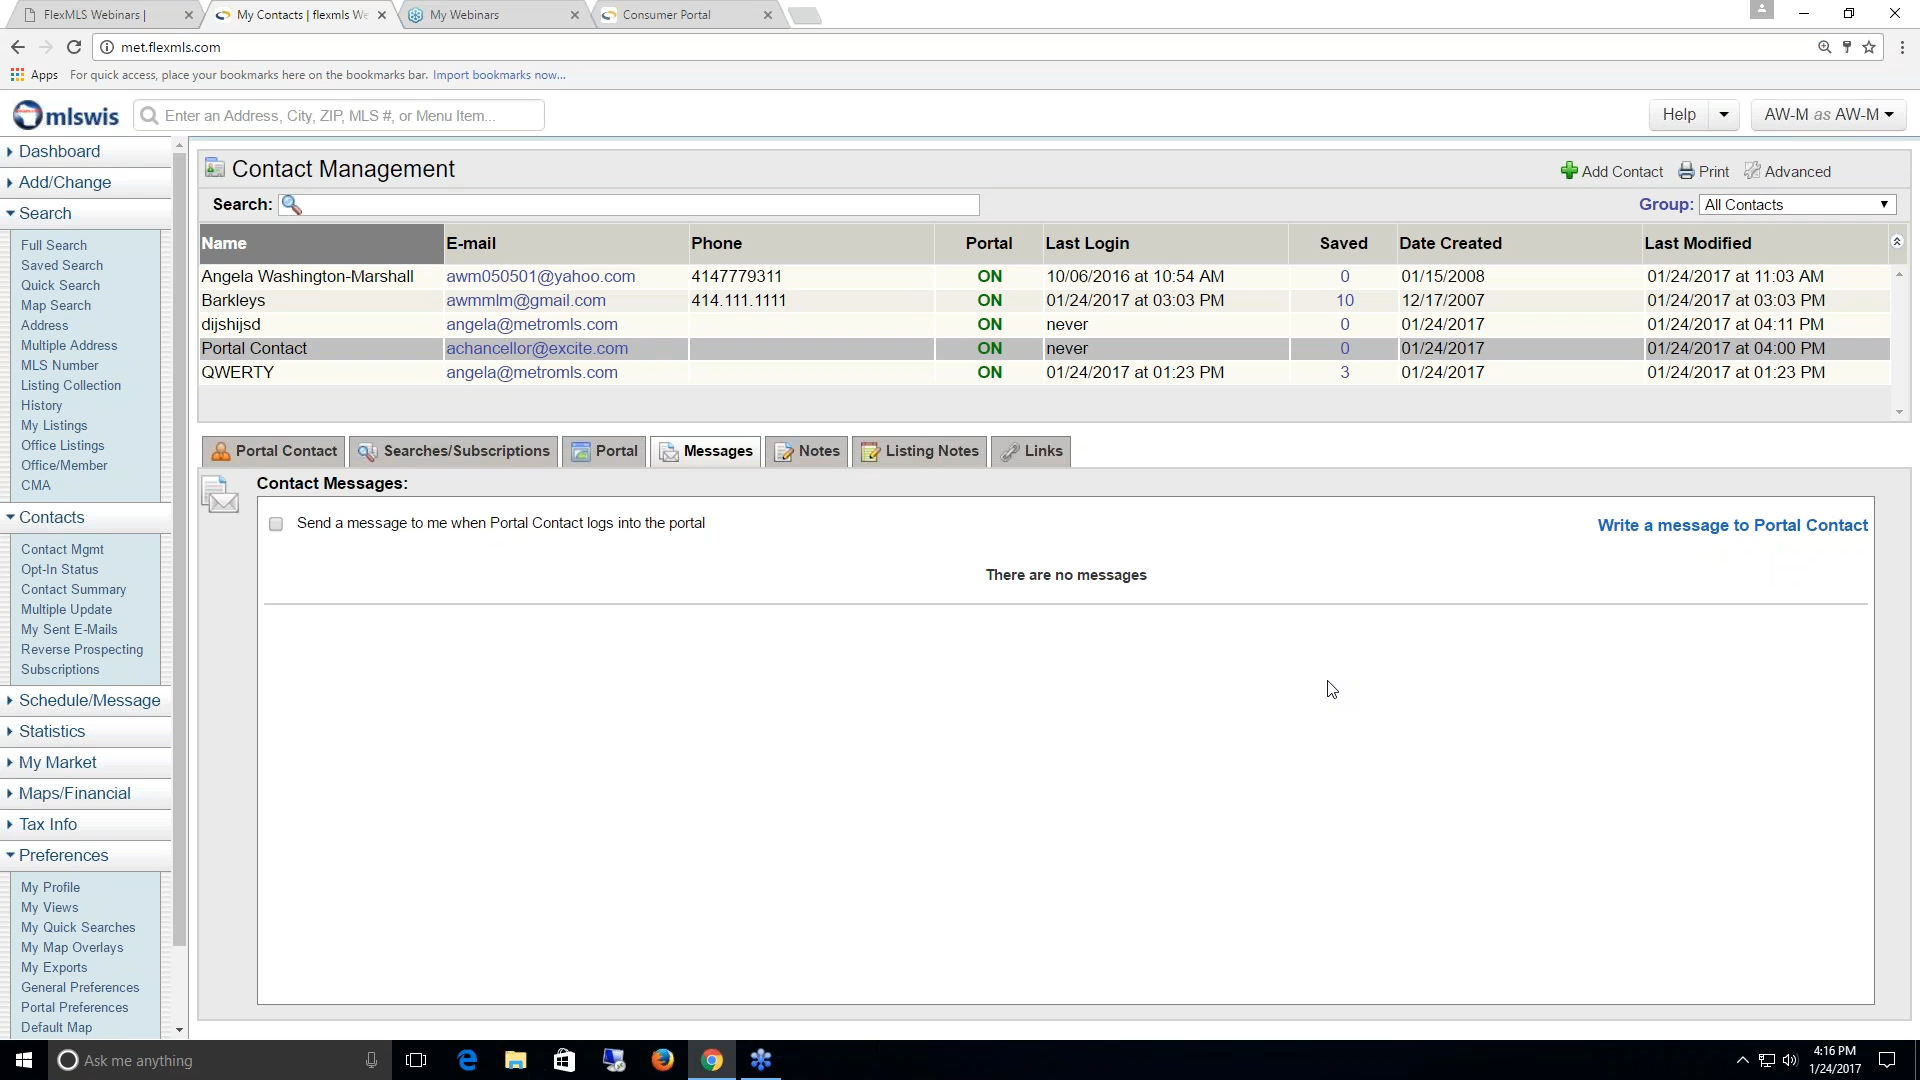 FlexMLS Webinars |
My Contacts | flexmls We
My Webinars
Consumer Portal
met.flexmls.com
Apps For quick access, place your bookmarks here on the bookmarks bar. Import bookmarks now...
mlswis
Enter an Address, City, ZIP, MLS #, or Menu Item...
Help
AW-M as AW-M
Dashboard
Add/Change
Search
Full Search
Saved Search
Quick Search
Map Search
Address
Multiple Address
MLS Number
Listing Collection
History
My Listings
Office Listings
Office/Member
CMA
Contacts
Contact Mgmt
Opt-In Status
Contact Summary
Multiple Update
My Sent E-Mails
Reverse Prospecting
Subscriptions
Schedule/Message
Statistics
My Market
Maps/Financial
Tax Info
Preferences
My Profile
My Views
My Quick Searches
My Map Overlays
My Exports
General Preferences
Portal Preferences
Default Map
Contact Management
Add Contact Print Advanced
Search:
Group: All Contacts
Name E-mail Phone Portal Last Login Saved Date Created Last Modified
Angela Washington-Marshall awm050501@yahoo.com 4147779311 ON 10/06/2016 at 10:54 AM 0 01/15/2008 01/24/2017 at 11:03 AM
Barkleys awmmlm@gmail.com 414.111.1111 ON 01/24/2017 at 03:03 PM 10 12/17/2007 01/24/2017 at 03:03 PM
dijshijsd angela@metromls.com ON never 0 01/24/2017 01/24/2017 at 04:11 PM
Portal Contact achancellor@excite.com ON never 0 01/24/2017 01/24/2017 at 04:00 PM
QWERTY angela@metromls.com ON 01/24/2017 at 01:23 PM 3 01/24/2017 01/24/2017 at 01:23 PM
Portal Contact Searches/Subscriptions Portal Messages Notes Listing Notes Links
Contact Messages:
Send a message to me when Portal Contact logs into the portal
Write a message to Portal Contact
There are no messages
Ask me anything
4:16 PM
1/24/2017